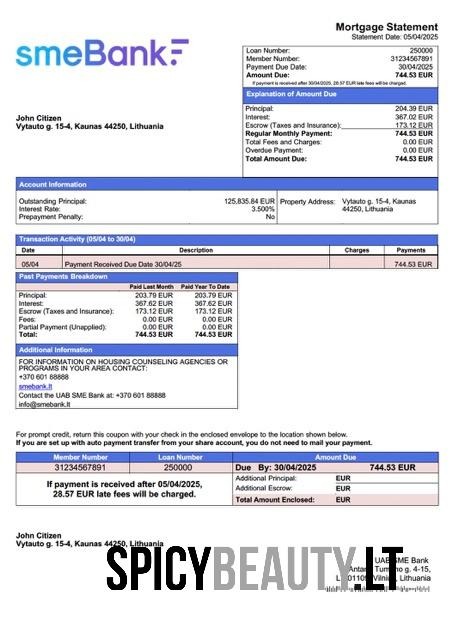 Mortgage Statement
Statement Date: 05/04/2025
smeBank
Loan Number: 250000
Member Number: 31234567891
Payment Due Date: 30/04/2025
Amount Due: 744.53 EUR
If payment is received after 30/04/2025, 28.57 EUR late fees will be charged.
Explanation of Amount Due
Principal: 204.39 EUR
Interest: 367.02 EUR
Escrow (Taxes and Insurance): 173.12 EUR
Regular Monthly Payment: 744.53 EUR
Total Fees and Charges: 0.00 EUR
Overdue Payment: 0.00 EUR
Total Amount Due: 744.53 EUR
John Citizen
Vytauto g. 15-4, Kaunas 44250, Lithuania
Account Information
Outstanding Principal: 125,835.84 EUR
Interest Rate: 3.500%
Prepayment Penalty: No
Property Address: Vytauto g. 15-4, Kaunas
44250, Lithuania
Transaction Activity (05/04 to 30/04)
Date Description Charges Payments
05/04 Payment Received Due Date 30/04/25 744.53 EUR
Past Payments Breakdown
Paid Last Month Paid Year To Date
Principal: 203.79 EUR 203.79 EUR
Interest: 367.62 EUR 367.62 EUR
Escrow (Taxes and Insurance): 173.12 EUR 173.12 EUR
Fees: 0.00 EUR 0.00 EUR
Partial Payment (Unapplied): 0.00 EUR 0.00 EUR
Total: 744.53 EUR 744.53 EUR
Additional Information
FOR INFORMATION ON HOUSING COUNSELING AGENCIES OR
PROGRAMS IN YOUR AREA CONTACT:
+370 601 88888
smebank.lt
Contact the UAB SME Bank at: +370 601 88888
info@smebank.lt
For prompt credit, return this coupon with your check in the enclosed envelope to the location shown below.
If you are set up with auto payment transfer from your share account, you do not need to mail your payment.
Member Number Loan Number Amount Due
31234567891 250000 Due By: 30/04/2025 744.53 EUR
If payment is received after 05/04/2025,
28.57 EUR late fees will be charged.
Additional Principal: EUR
Additional Escrow: EUR
Total Amount Enclosed: EUR
John Citizen
Vytauto g. 15-4, Kaunas 44250, Lithuania
SME Bank
g. 4-15,
Lithuania
SPICYBEAUTY.LT